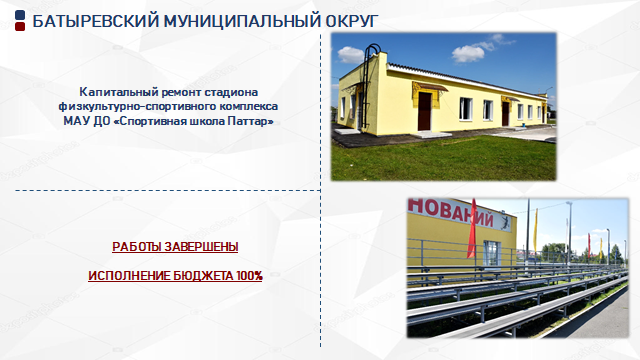 БАТЫРЕВСКИЙ МУНИЦИПАЛЬНЫЙ ОКРУГ
Капитальный ремонт стадиона
физкультурно-спортивного комплекса
МАУ ДО «Спортивная школа Паттар»
РАБОТЫ ЗАВЕРШЕНЫ
ИСПОЛНЕНИЕ БЮДЖЕТА 100%
НОВАНИЙ